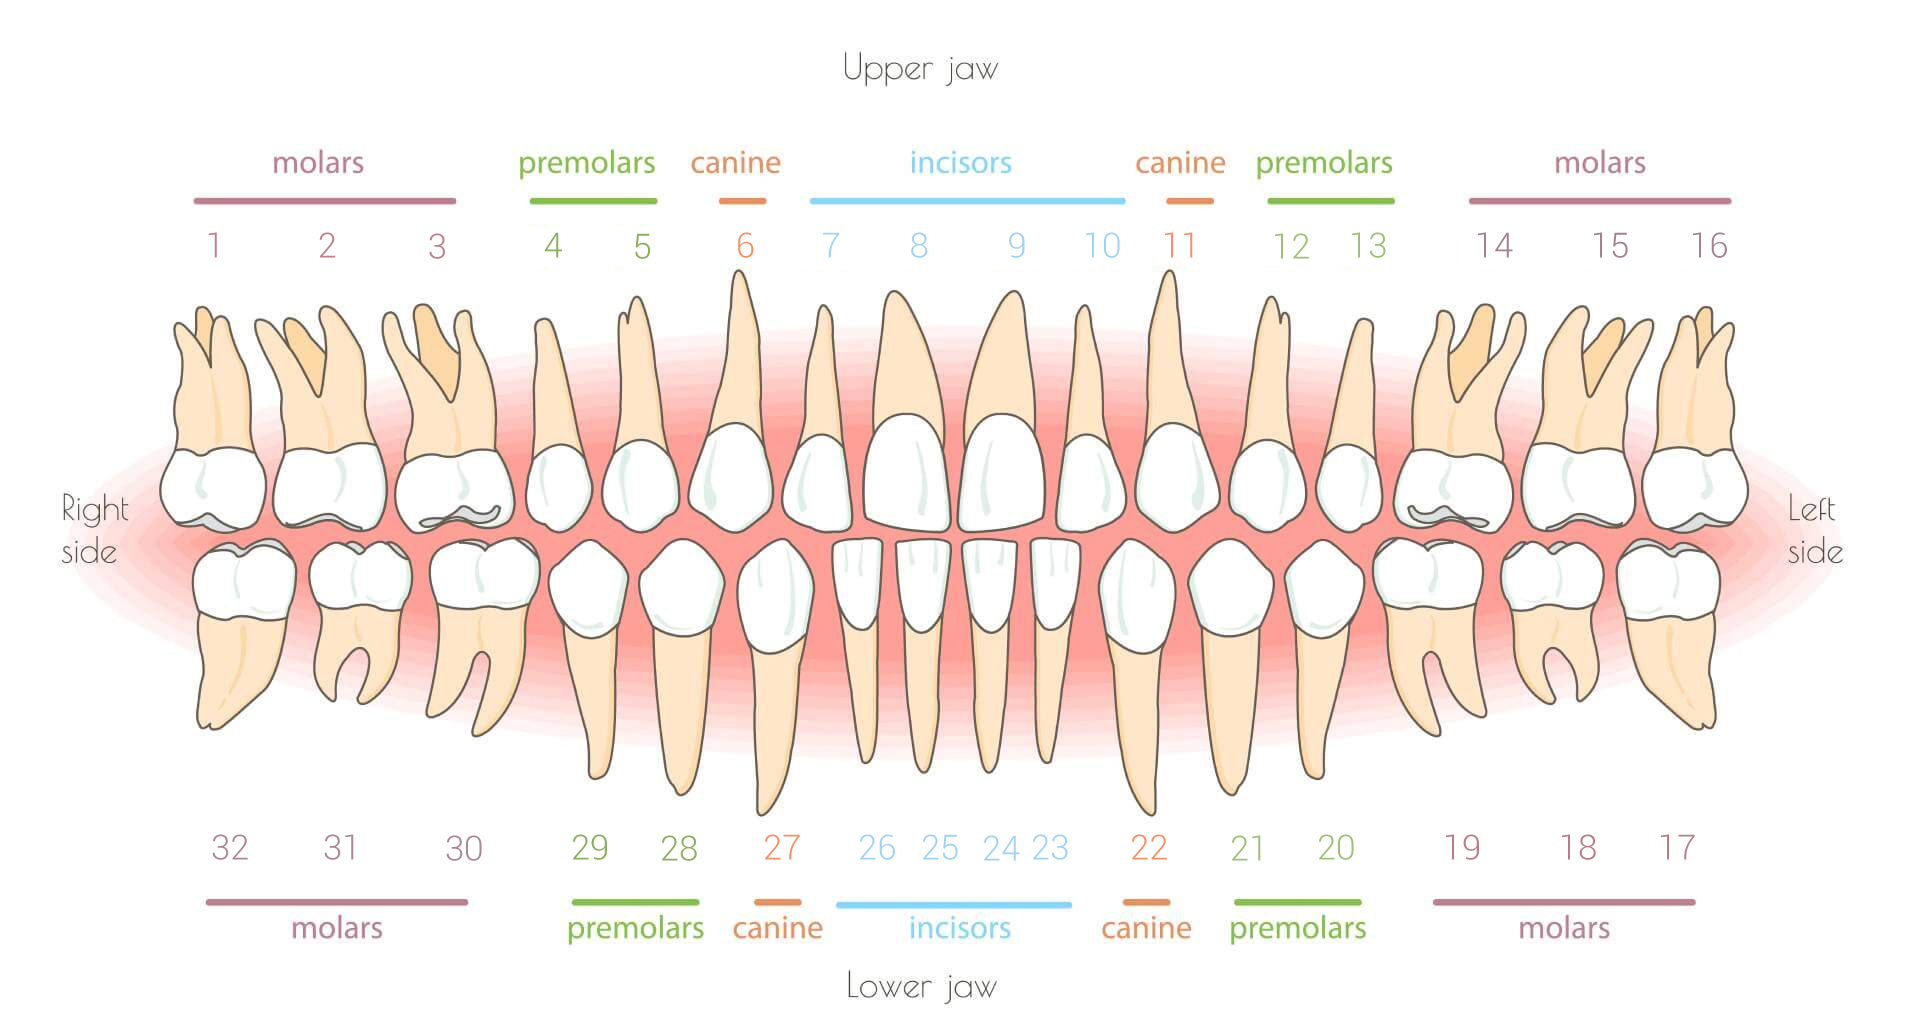 Upper jaw
molars premolars canine incisors canine premolars molars
1 2 3 4 5 6 7 8 9 10 11 12 13 14 15 16
Right
side
Left
side
32 31 30 29 28 27 26 25 24 23 22 21 20 19 18 17
molars premolars canine incisors canine premolars molars
Lower jaw